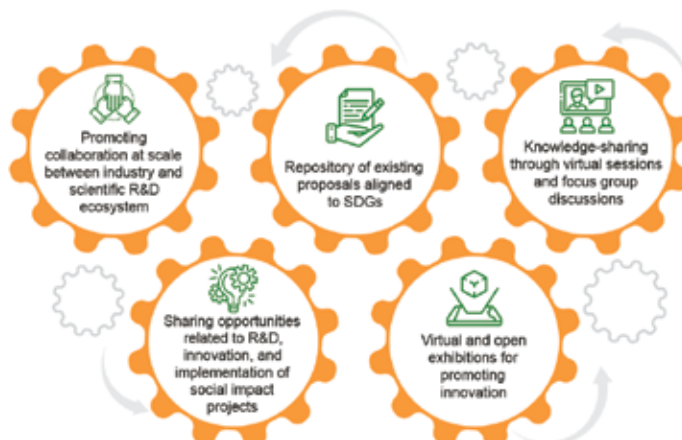 Promoting
collaboration at scale
between industry and
scientific R&D
ecosystem
Repository of existing
proposals aligned
to SDGs
Knowledge-sharing
through virtual sessions
and focus group
discussions
Sharing opportunities
related to R&D,
innovation, and
implementation of
social impact
projects
Virtual and open
exhibitions for
promoting
innovation